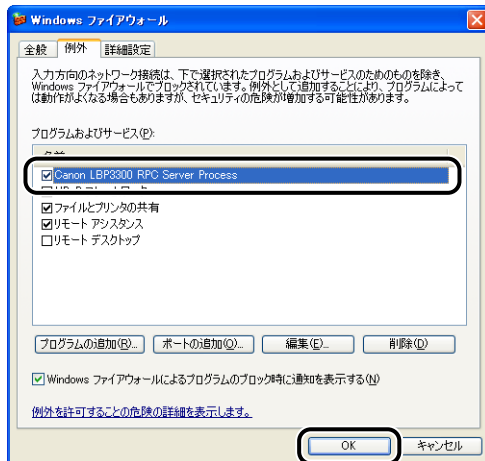 Windows ファイアウォール
全般 例外 詳細設定
入力方向のネットワーク接続は、下で選択されたプログラムおよびサービスのためのものを除き、
Windows ファイアウォールでブロックされています。例外として追加することにより、プログラムによって
は動作がよくなる場合もありますが、セキュリティの危険が増加する可能性があります。
プログラムおよびサービス(P):
Canon LBP3300 RPC Server Process
ファイルとプリンタの共有
リモート アシスタンス
リモート デスクトップ
プログラムの追加(R)... ポートの追加(O)... 編集(E)... 削除(D)
Windows ファイアウォールによるプログラムのブロック時に通知を表示する(N)
例外を許可することの危険の詳細を表示します。
OK キャンセル